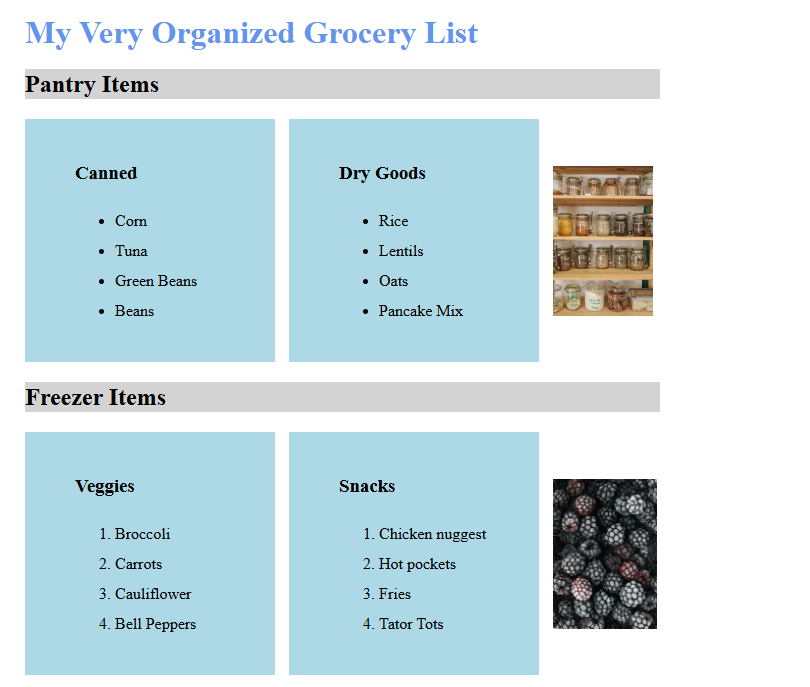 My Very Organized Grocery List
Pantry Items
Canned
• Corn
• Tuna
• Green Beans
• Beans
Dry Goods
• Rice
• Lentils
• Oats
• Pancake Mix
Freezer Items
Veggies
1. Broccoli
2. Carrots
3. Cauliflower
4. Bell Peppers
Snacks
1. Chicken nuggest
2. Hot pockets
3. Fries
4. Tator Tots